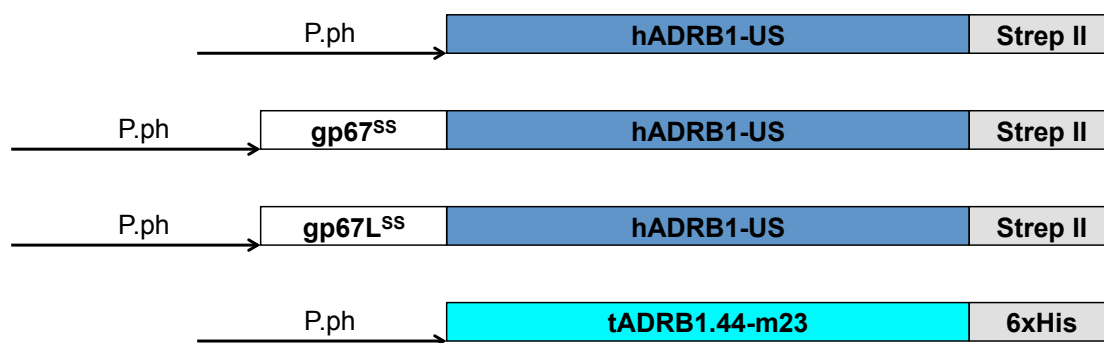 P.ph hADRB1-US Strep II
P.ph gp67SS hADRB1-US Strep II
P.ph gp67LSS hADRB1-US Strep II
P.ph tADRB1.44-m23 6xHis